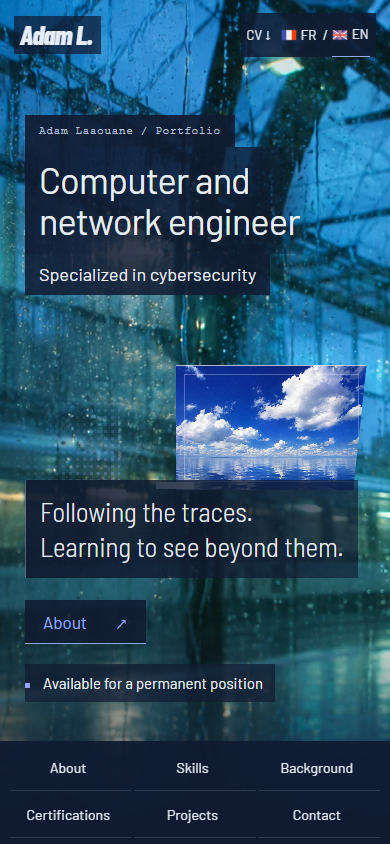 Adam L.
CV ↓ 🇫🇷 FR / 🇬🇧 EN
Adam Laaouane / Portfolio
Computer and
network engineer
Specialized in cybersecurity
Following the traces.
Learning to see beyond them.
About ↗
Available for a permanent position
About Skills Background
Certifications Projects Contact